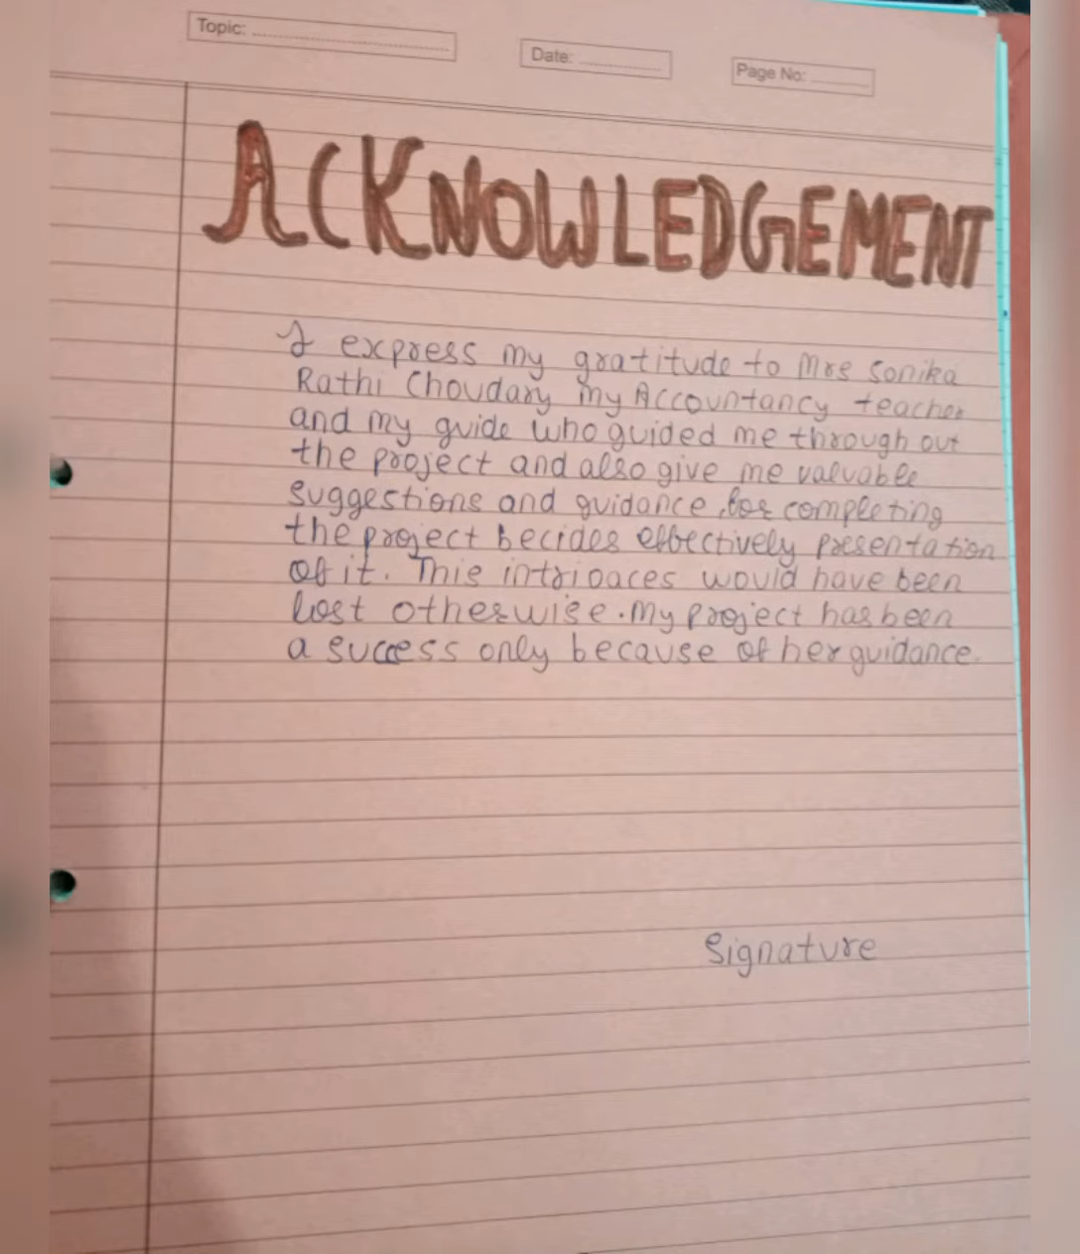 Topic:
Date:
Page No:
ACKNOWLEDGEMENT
I express my gratitude to Mrs Sonika
Rathi Choudary my Accountancy teacher
and my guide who guided me through out
the project and also give me valuable
suggestions and guidance for completing
the project becides effectively presentation
of it. This intrioaces would have been
lost otherwise. My project has been
a success only because of her guidance.
Signature